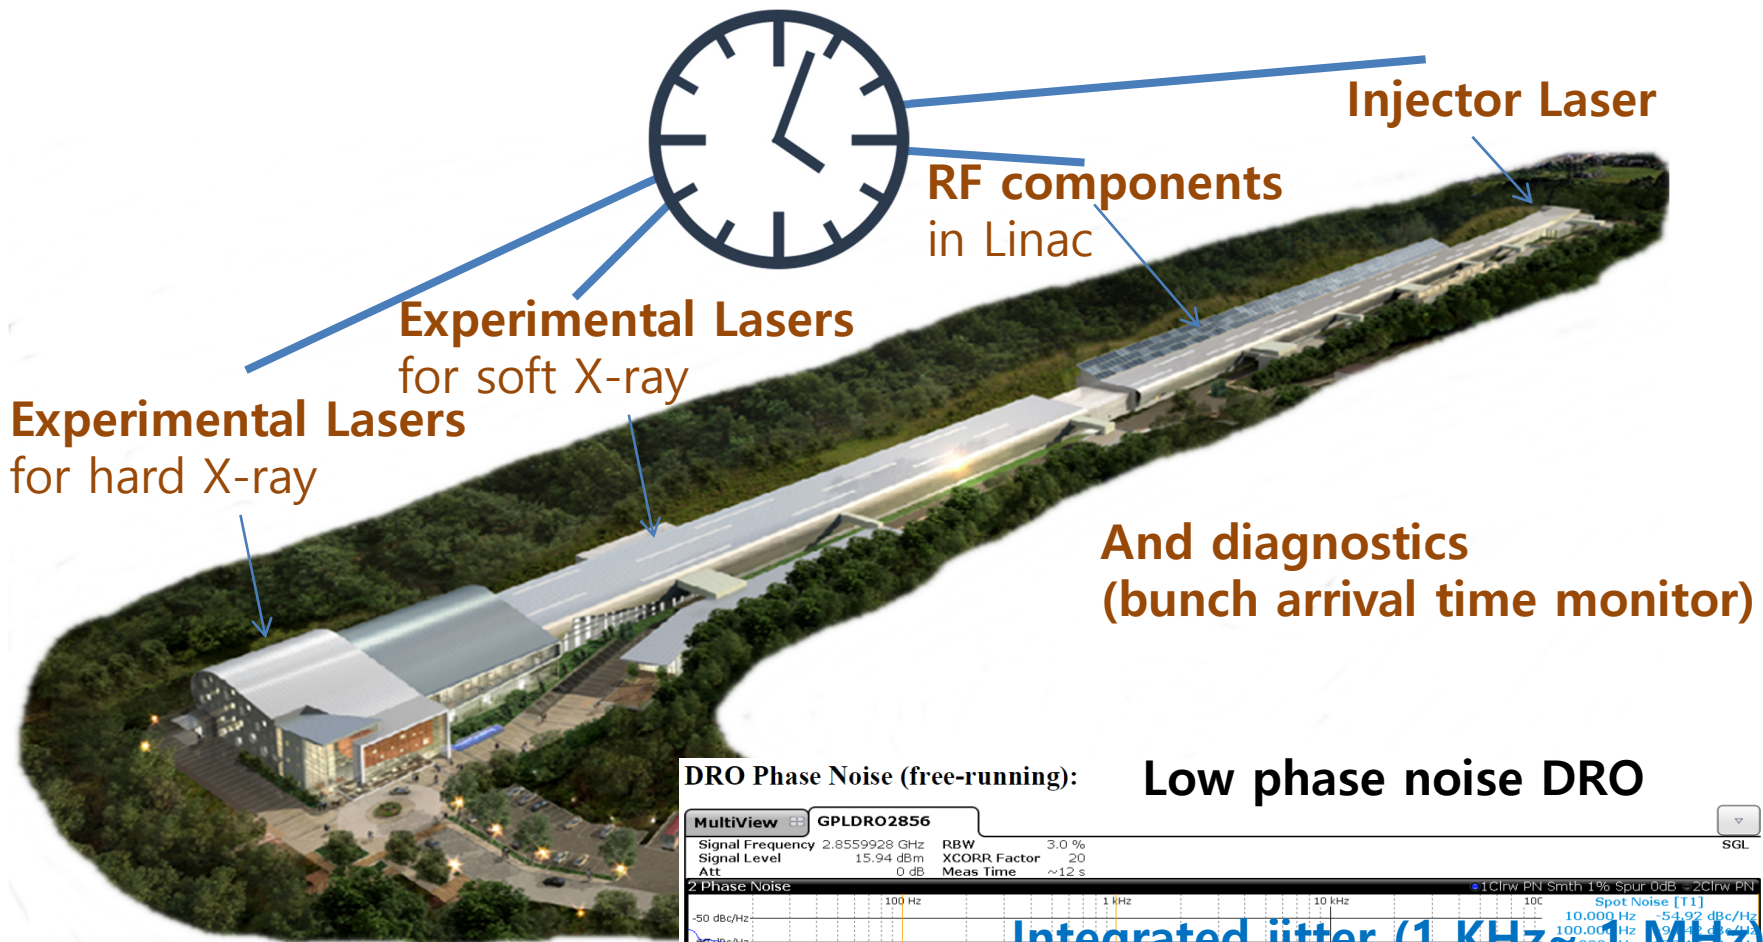 Injector Laser
RF components
in Linac
Experimental Lasers
for soft X-ray
Experimental Lasers
for hard X-ray
And diagnostics
(bunch arrival time monitor)
DRO Phase Noise (free-running):
Low phase noise DRO
MultiView
GPLDRO2856
Signal Frequency 2.8559928 GHz RBW 3.0 %
SGL
Signal Level 15.94 dBm XCORR Factor 20
Att 0 dB Meas Time ~12 s
2 Phase Noise
1Clrw PN Smth 1% Spur 0dB 2Clrw PN
100 Hz 1 kHz 10 kHz
Spot Noise [T1]
-50 dBc/Hz
10.000 Hz -54.92 dBc/Hz
Integrated jitter (1 KHz~ 1 MHz)